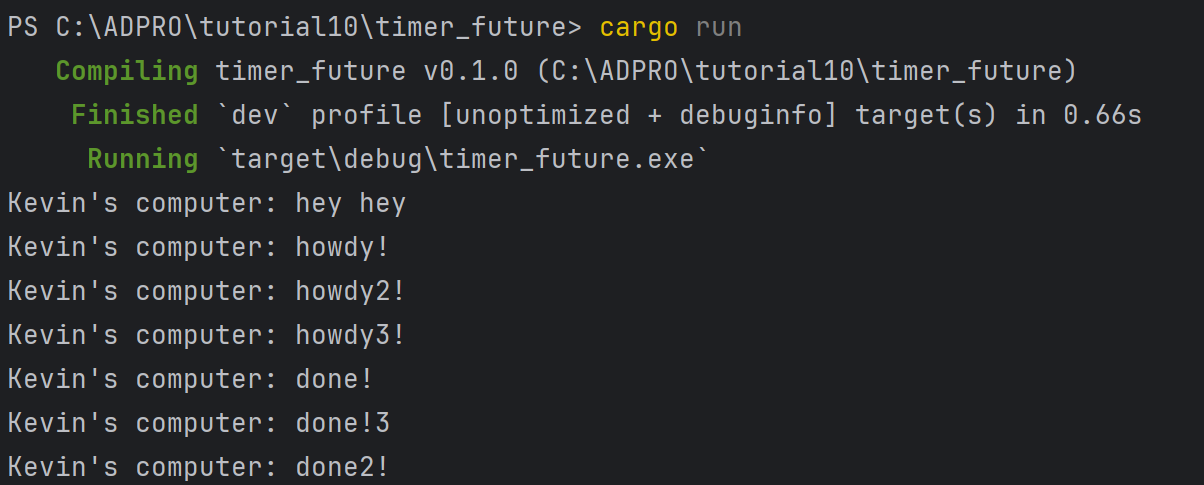 PS C:\ADPRO\tutorial10\timer_future> cargo run
Compiling timer_future v0.1.0 (C:\ADPRO\tutorial10\timer_future)
Finished `dev` profile [unoptimized + debuginfo] target(s) in 0.66s
Running `target\debug\timer_future.exe`
Kevin's computer: hey hey
Kevin's computer: howdy!
Kevin's computer: howdy2!
Kevin's computer: howdy3!
Kevin's computer: done!
Kevin's computer: done!3
Kevin's computer: done2!